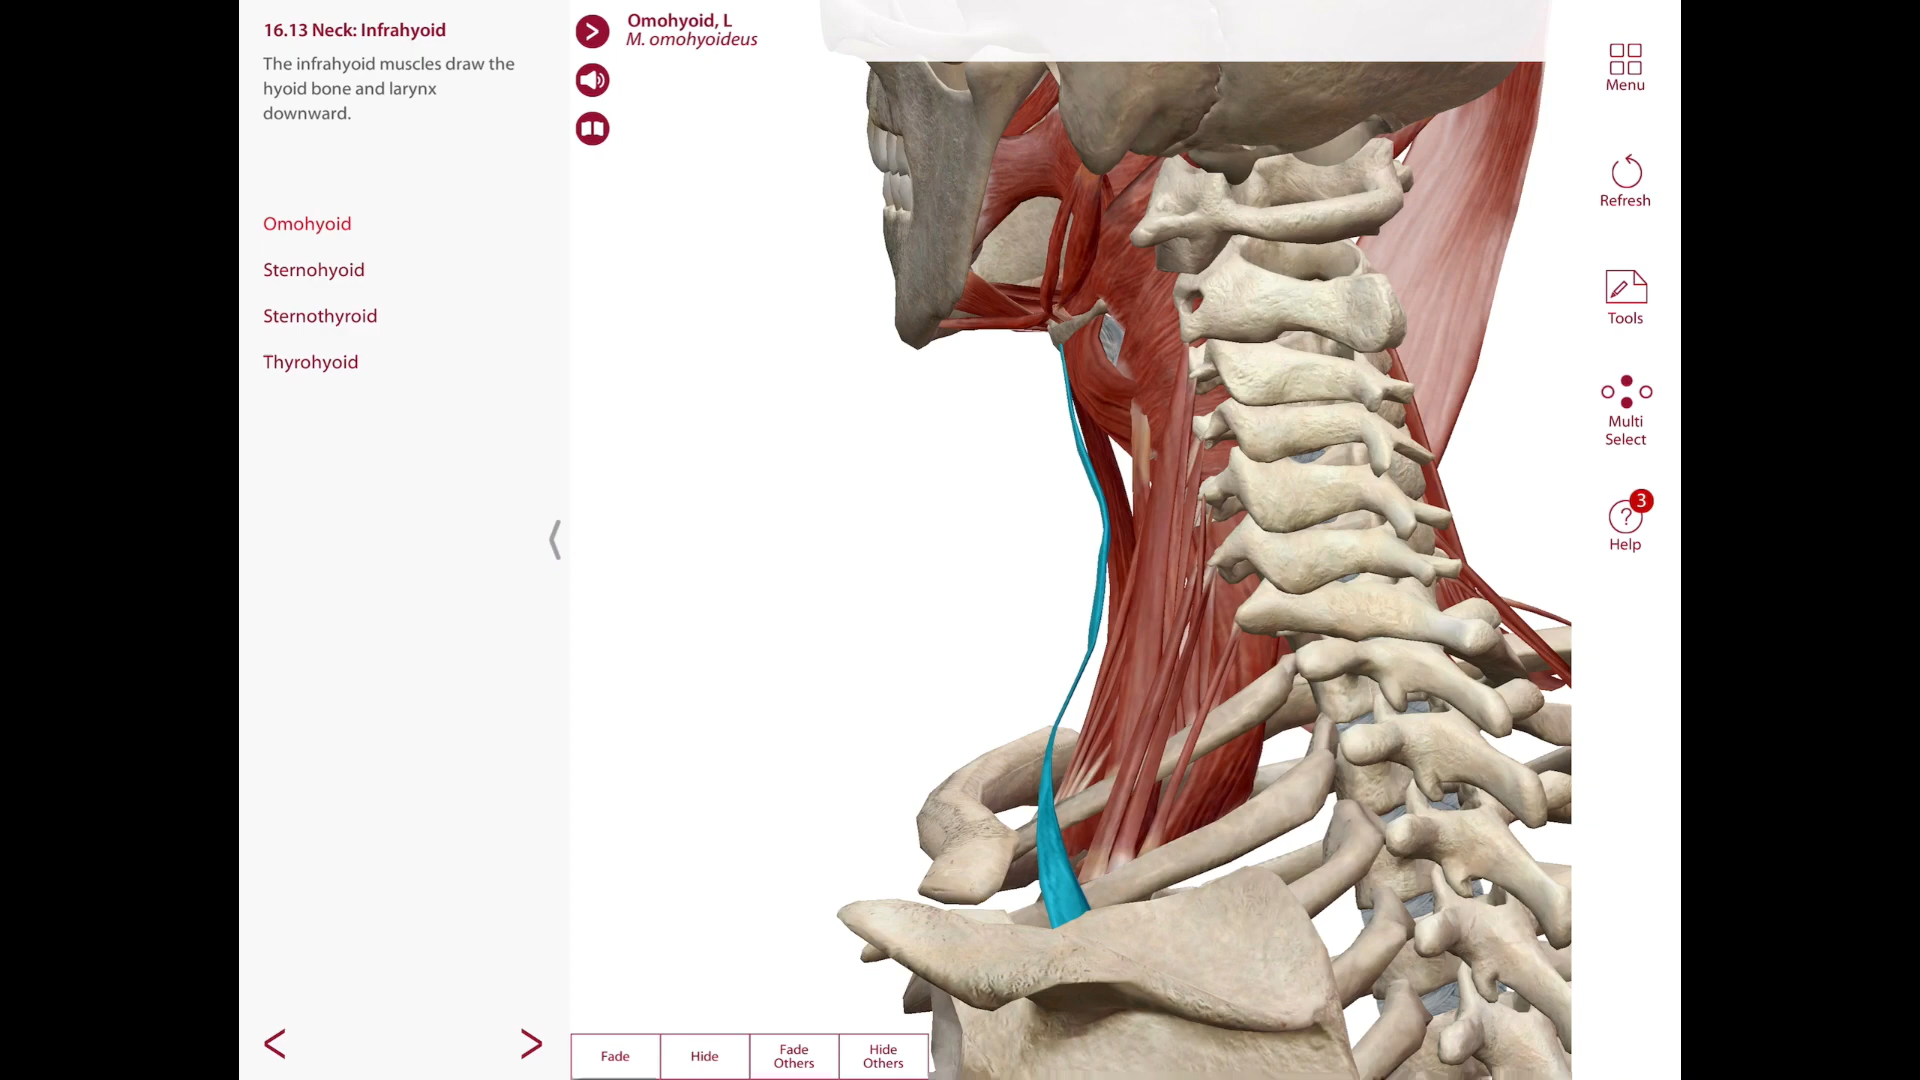 16.13 Neck: Infrahyoid
The infrahyoid muscles draw the
hyoid bone and larynx
downward.
Omohyoid
Sternohyoid
Sternothyroid
Thyrohyoid
Omohyoid, L
M. omohyoideus
Menu
Refresh
Tools
Multi
Select
3
?
Help
Fade
Hide
Fade
Others
Hide
Others